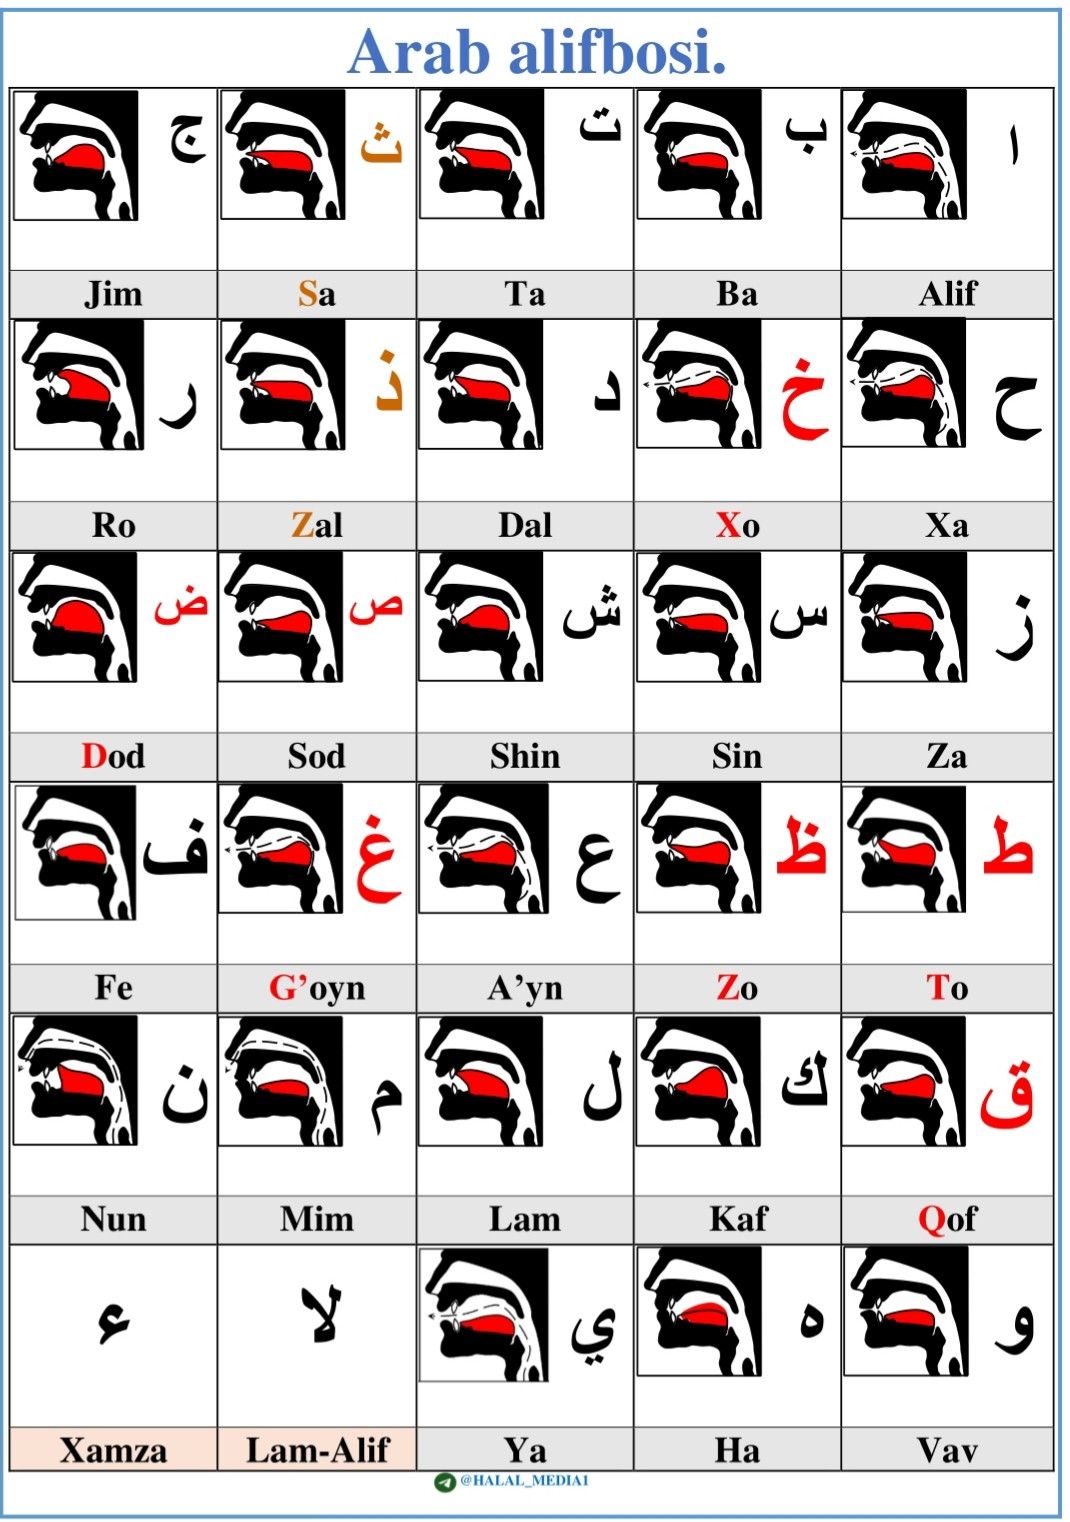 Arab alifbosi.
ا ب ت ث ج
Alif Ba Ta Sa Jim
ح خ د ذ ر
Xa Xo Dal Zal Ro
ز س ش ص ض
Za Sin Shin Sod Dod
ط ظ ع غ ف
To Zo A’yn G’oyn Fe
ق ك ل م ن
Qof Kaf Lam Mim Nun
و ه ي لا ء
Vav Ha Ya Lam-Alif Xamza
@HALAL_MEDIA1